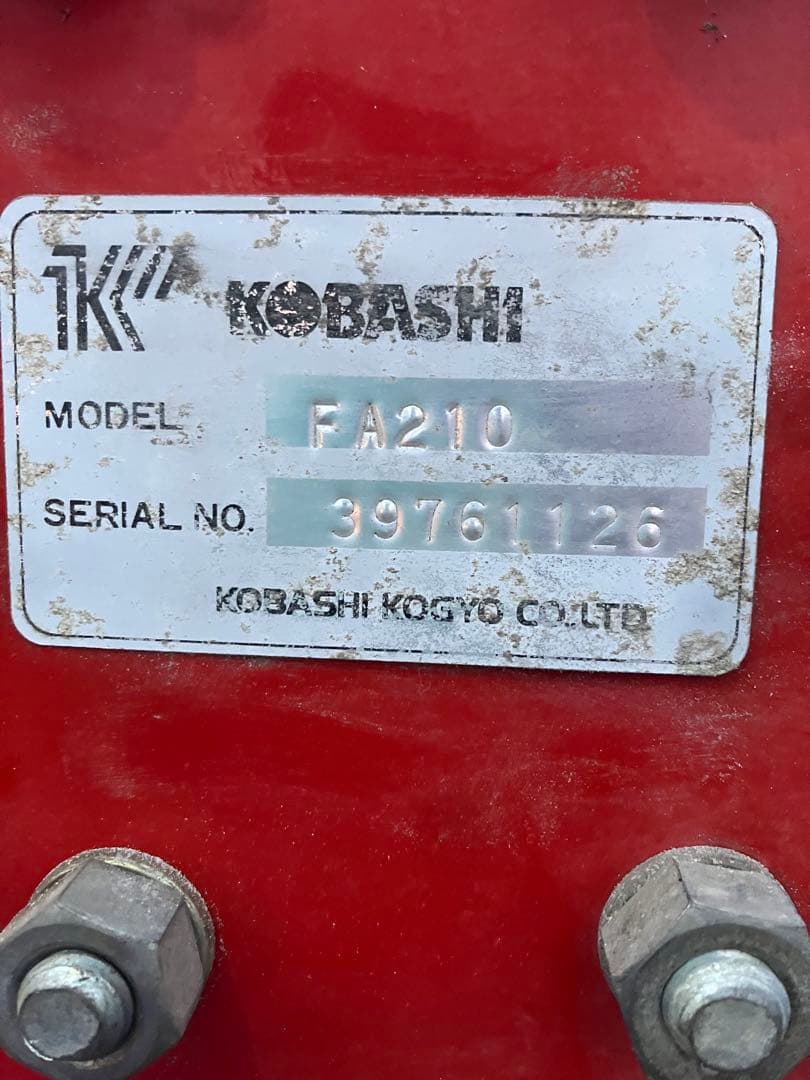 KOBASHI
MODEL FA210
SERIAL NO. 39761126
KOBASHI KOGYO CO.LTD